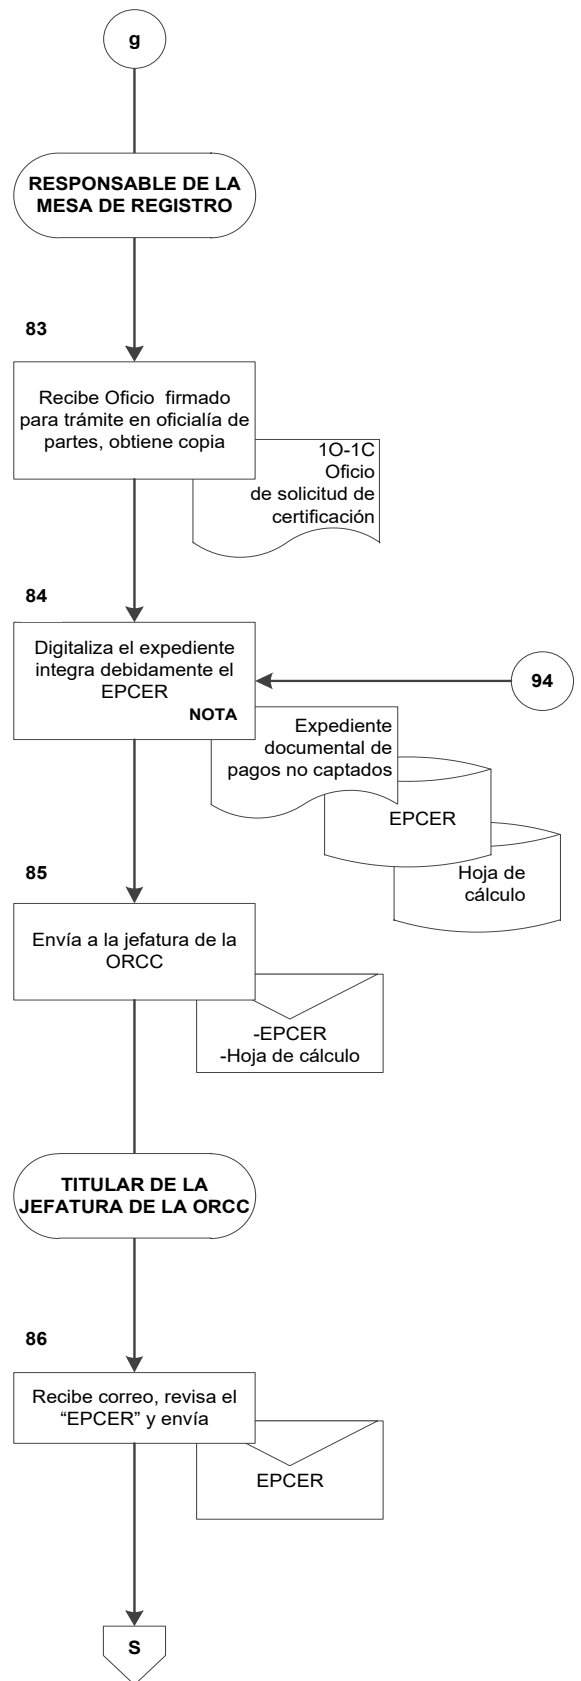 g
RESPONSABLE DE LA
MESA DE REGISTRO
83
Recibe Oficio firmado
para trámite en oficialía de
partes, obtiene copia
1O-1C
Oficio
de solicitud de
certificación
84
Digitaliza el expediente
integra debidamente el
EPCER
NOTA
94
Expediente
documental de
pagos no captados
EPCER
Hoja de
cálculo
85
Envía a la jefatura de la
ORCC
-EPCER
-Hoja de cálculo
TITULAR DE LA
JEFATURA DE LA ORCC
86
Recibe correo, revisa el
“EPCER” y envía
EPCER
S